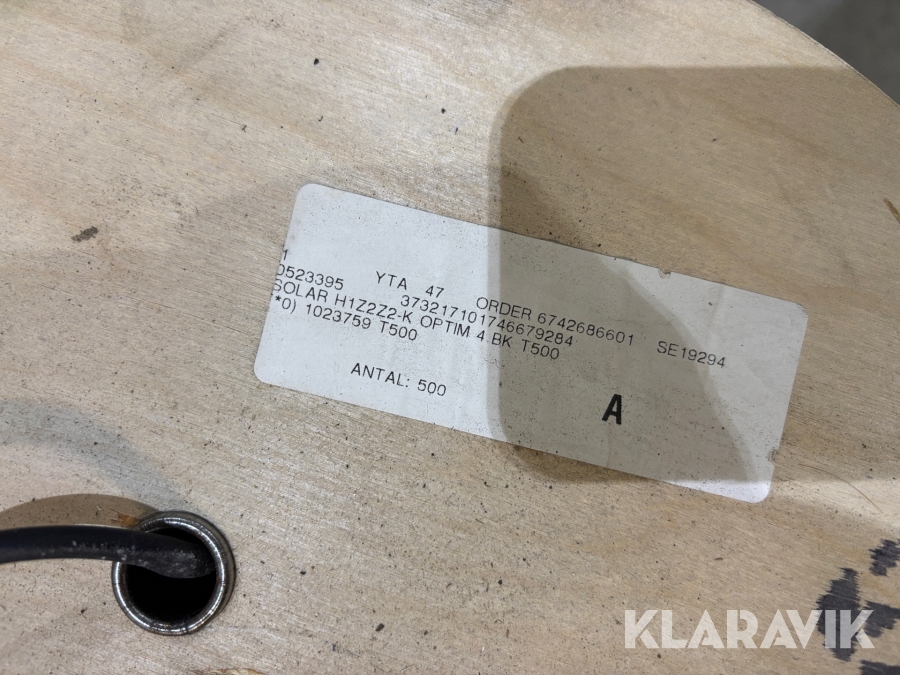 1
0523395 YTA 47 ORDER 6742686601 SE19294
373217101746679284
SOLAR H1Z2Z2-K OPTIM 4 BK T500
*0) 1023759 T500
ANTAL: 500
A
KLARAVIK